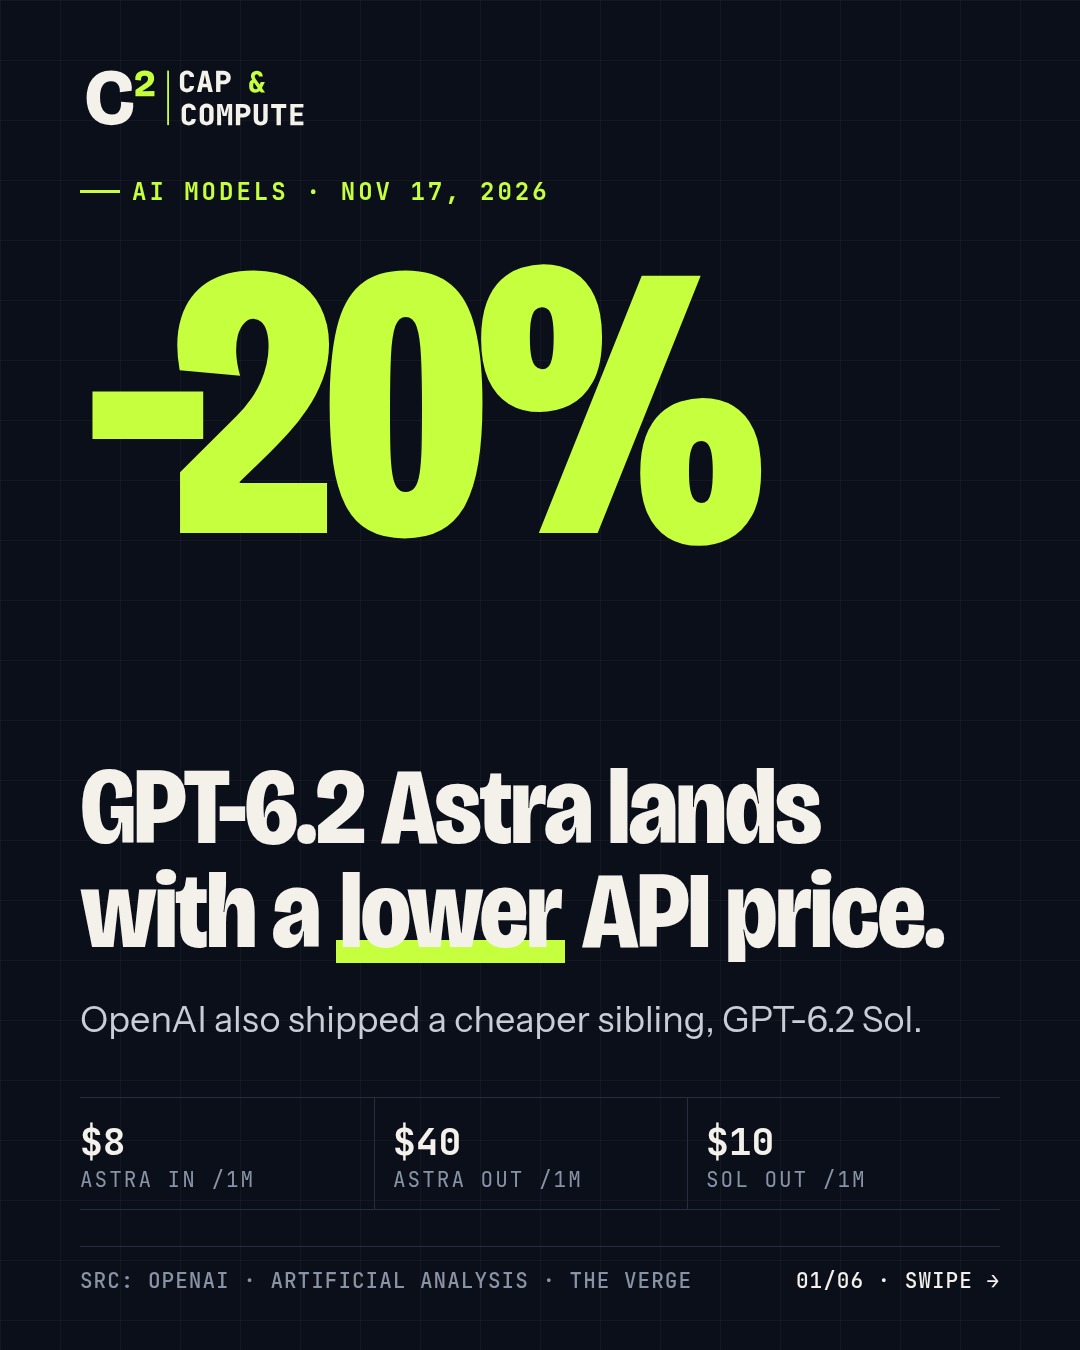 C²
CAP &
COMPUTE
AI MODELS · NOV 17, 2026
-20%
GPT-6.2 Astra lands
with a lower API price.
OpenAI also shipped a cheaper sibling, GPT-6.2 Sol.
$8
ASTRA IN /1M
$40
ASTRA OUT /1M
$10
SOL OUT /1M
SRC: OPENAI · ARTIFICIAL ANALYSIS · THE VERGE
01/06 · SWIPE →